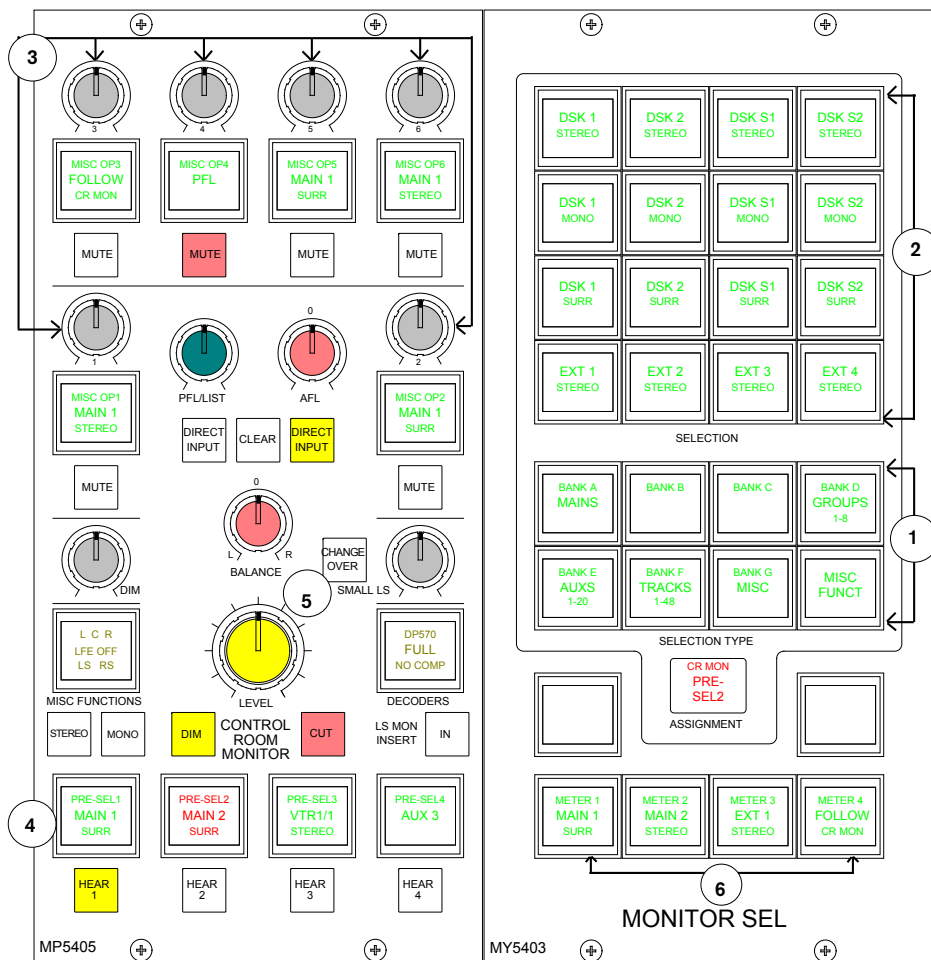 3
3
4
5
6
MISC OP3
FOLLOW
CR MON
MISC OP4
PFL
MISC OP5
MAIN 1
SURR
MISC OP6
MAIN 1
STEREO
MUTE
MUTE
MUTE
MUTE
1
0
2
PFL/LIST
AFL
MISC OP1
MAIN 1
STEREO
DIRECT
INPUT
CLEAR
DIRECT
INPUT
MISC OP2
MAIN 1
SURR
MUTE
MUTE
0
L
R
BALANCE
CHANGE
OVER
DIM
SMALL LS
5
L C R
LFE OFF
LS RS
DP570
FULL
NO COMP
MISC FUNCTIONS
LEVEL
DECODERS
STEREO
MONO
DIM
CONTROL
ROOM
MONITOR
CUT
LS MON
INSERT
IN
4
PRE-SEL1
MAIN 1
SURR
PRE-SEL2
MAIN 2
SURR
PRE-SEL3
VTR1/1
STEREO
PRE-SEL4
AUX 3
HEAR
1
HEAR
2
HEAR
3
HEAR
4
MP5405
DSK 1
STEREO
DSK 2
STEREO
DSK S1
STEREO
DSK S2
STEREO
DSK 1
MONO
DSK 2
MONO
DSK S1
MONO
DSK S2
MONO
2
DSK 1
SURR
DSK 2
SURR
DSK S1
SURR
DSK S2
SURR
EXT 1
STEREO
EXT 2
STEREO
EXT 3
STEREO
EXT 4
STEREO
SELECTION
BANK A
MAINS
BANK B
BANK C
BANK D
GROUPS
1-8
1
BANK E
AUXS
1-20
BANK F
TRACKS
1-48
BANK G
MISC
MISC
FUNCT
SELECTION TYPE
CR MON
PRE-
SEL2
ASSIGNMENT
METER 1
MAIN 1
SURR
METER 2
MAIN 2
STEREO
METER 3
EXT 1
STEREO
METER 4
FOLLOW
CR MON
6
MONITOR SEL
MY5403